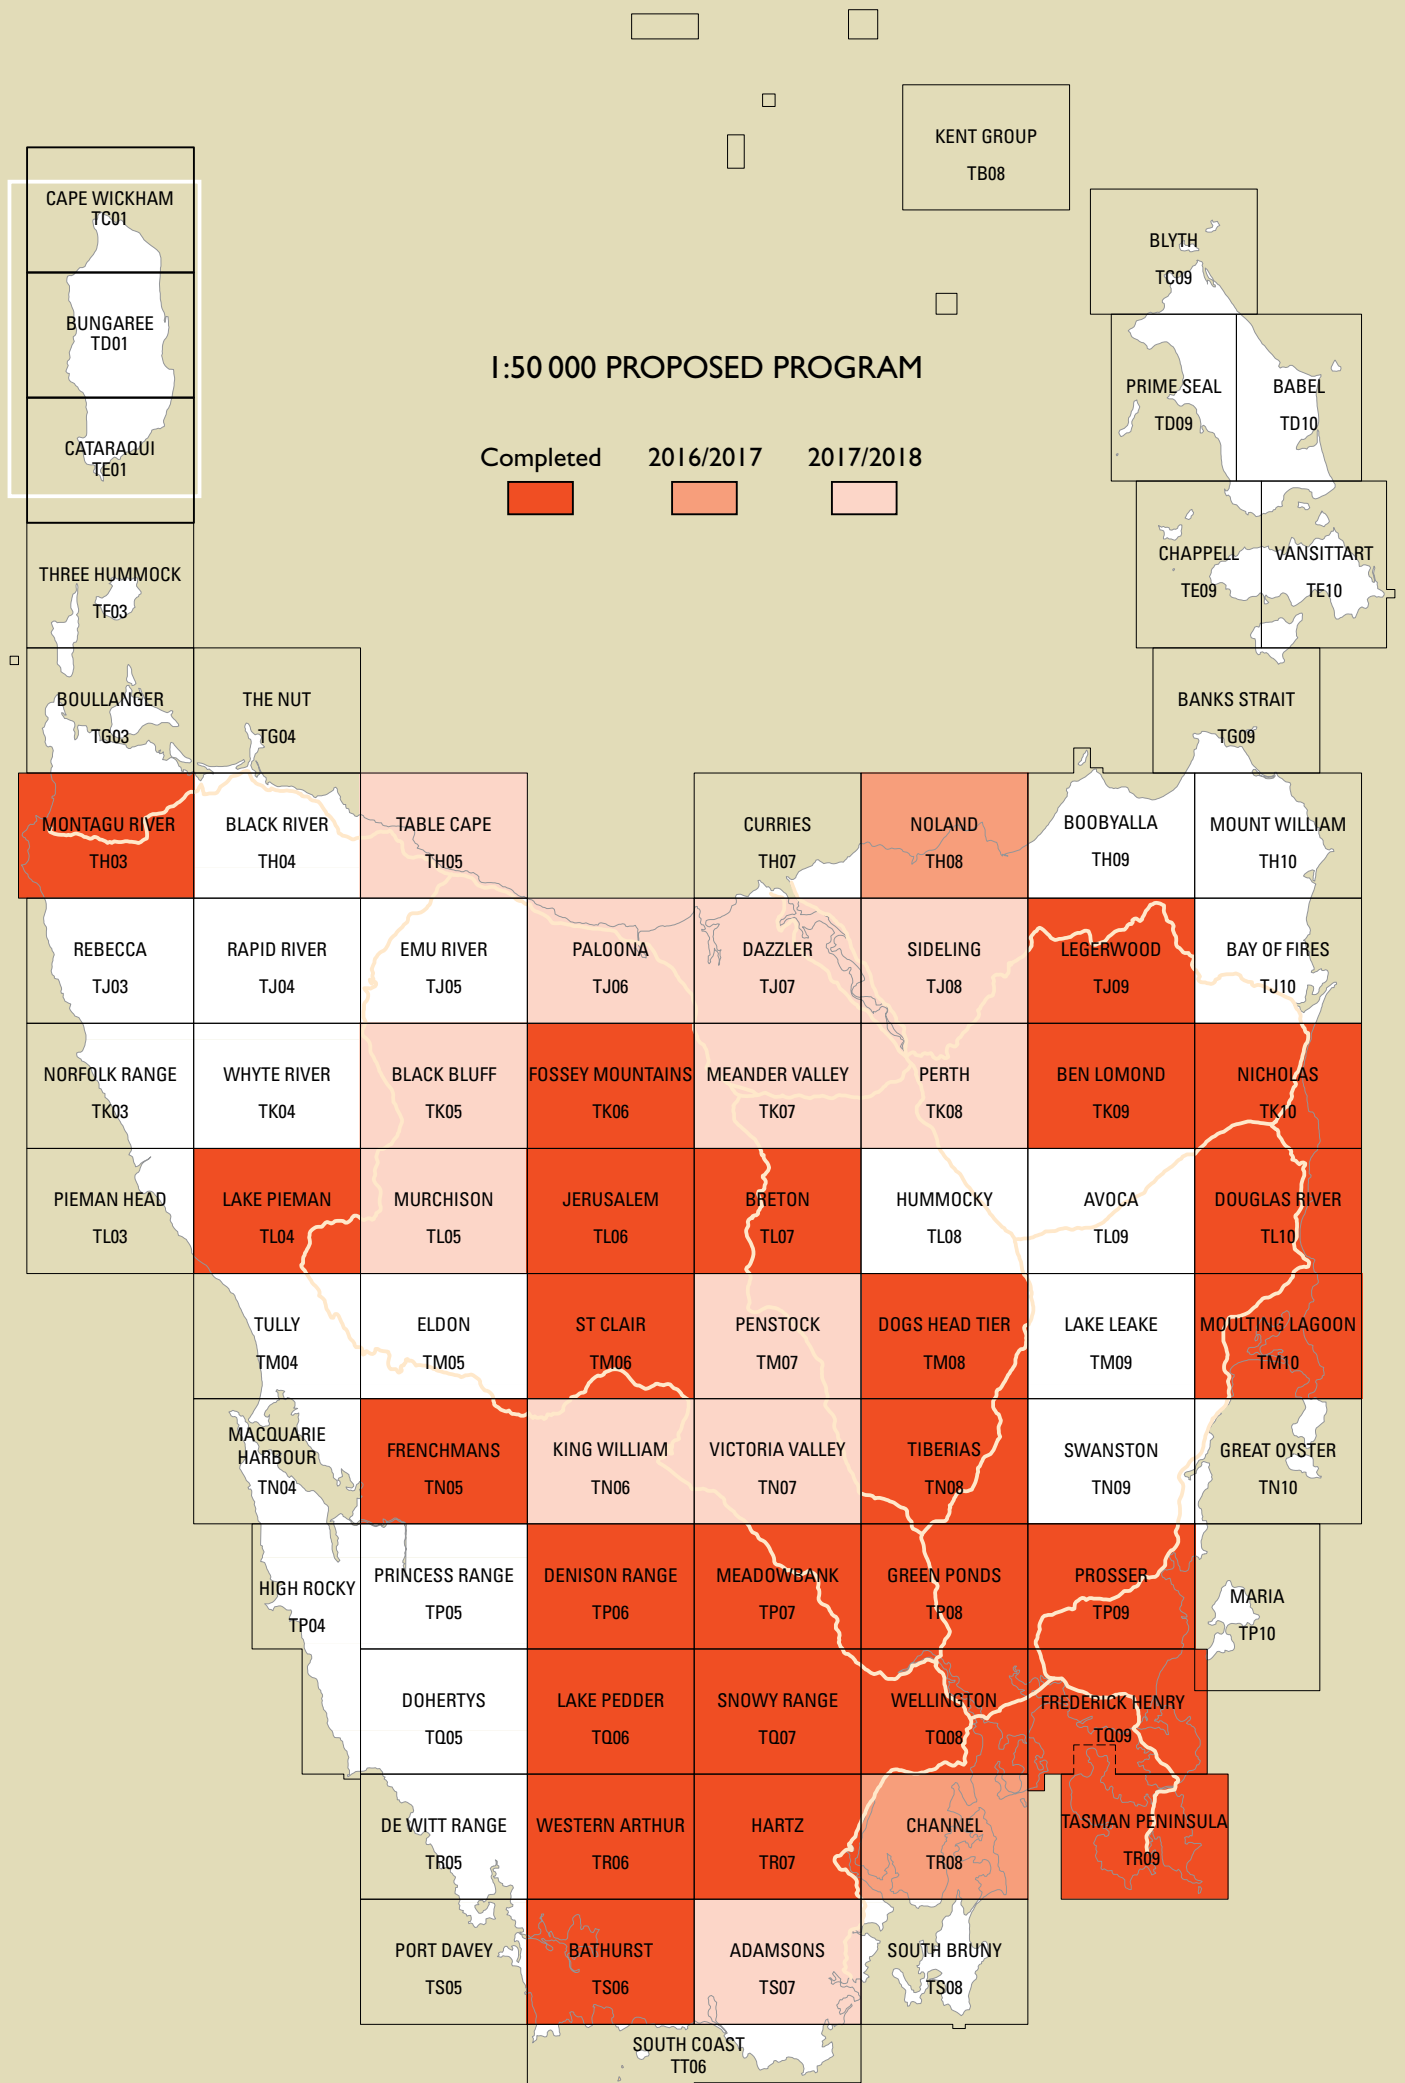 KENT GROUP
TB08
CAPE WICKHAM
TC01
BLYTH
TC09
BUNGAREE
TD01
1:50 000 PROPOSED PROGRAM
PRIME SEAL
TD09
BABEL
TD10
CATARAQUI
TE01
Completed 2016/2017 2017/2018
CHAPPELL
TE09
VANSITTART
TE10
THREE HUMMOCK
TF03
BOULLANGER
TG03
THE NUT
TG04
BANKS STRAIT
TG09
MONTAGU RIVER
TH03
BLACK RIVER
TH04
TABLE CAPE
TH05
CURRIES
TH07
NOLAND
TH08
BOOBYALLA
TH09
MOUNT WILLIAM
TH10
REBECCA
TJ03
RAPID RIVER
TJ04
EMU RIVER
TJ05
PALOONA
TJ06
DAZZLER
TJ07
SIDELING
TJ08
LEGERWOOD
TJ09
BAY OF FIRES
TJ10
NORFOLK RANGE
TK03
WHYTE RIVER
TK04
BLACK BLUFF
TK05
FOSSEY MOUNTAINS
TK06
MEANDER VALLEY
TK07
PERTH
TK08
BEN LOMOND
TK09
NICHOLAS
TK10
PIEMAN HEAD
TL03
LAKE PIEMAN
TL04
MURCHISON
TL05
JERUSALEM
TL06
BRETON
TL07
HUMMOCKY
TL08
AVOCA
TL09
DOUGLAS RIVER
TL10
TULLY
TM04
ELDON
TM05
ST CLAIR
TM06
PENSTOCK
TM07
DOGS HEAD TIER
TM08
LAKE LEAKE
TM09
MOULTING LAGOON
TM10
MACQUARIE
HARBOUR
TN04
FRENCHMANS
TN05
KING WILLIAM
TN06
VICTORIA VALLEY
TN07
TIBERIAS
TN08
SWANSTON
TN09
GREAT OYSTER
TN10
HIGH ROCKY
TP04
PRINCESS RANGE
TP05
DENISON RANGE
TP06
MEADOWBANK
TP07
GREEN PONDS
TP08
PROSSER
TP09
MARIA
TP10
DOHERTYS
TQ05
LAKE PEDDER
TQ06
SNOWY RANGE
TQ07
WELLINGTON
TQ08
FREDERICK HENRY
TQ09
DE WITT RANGE
TR05
WESTERN ARTHUR
TR06
HARTZ
TR07
CHANNEL
TR08
TASMAN PENINSULA
TR09
PORT DAVEY
TS05
BATHURST
TS06
ADAMSONS
TS07
SOUTH BRUNY
TS08
SOUTH COAST
TT06